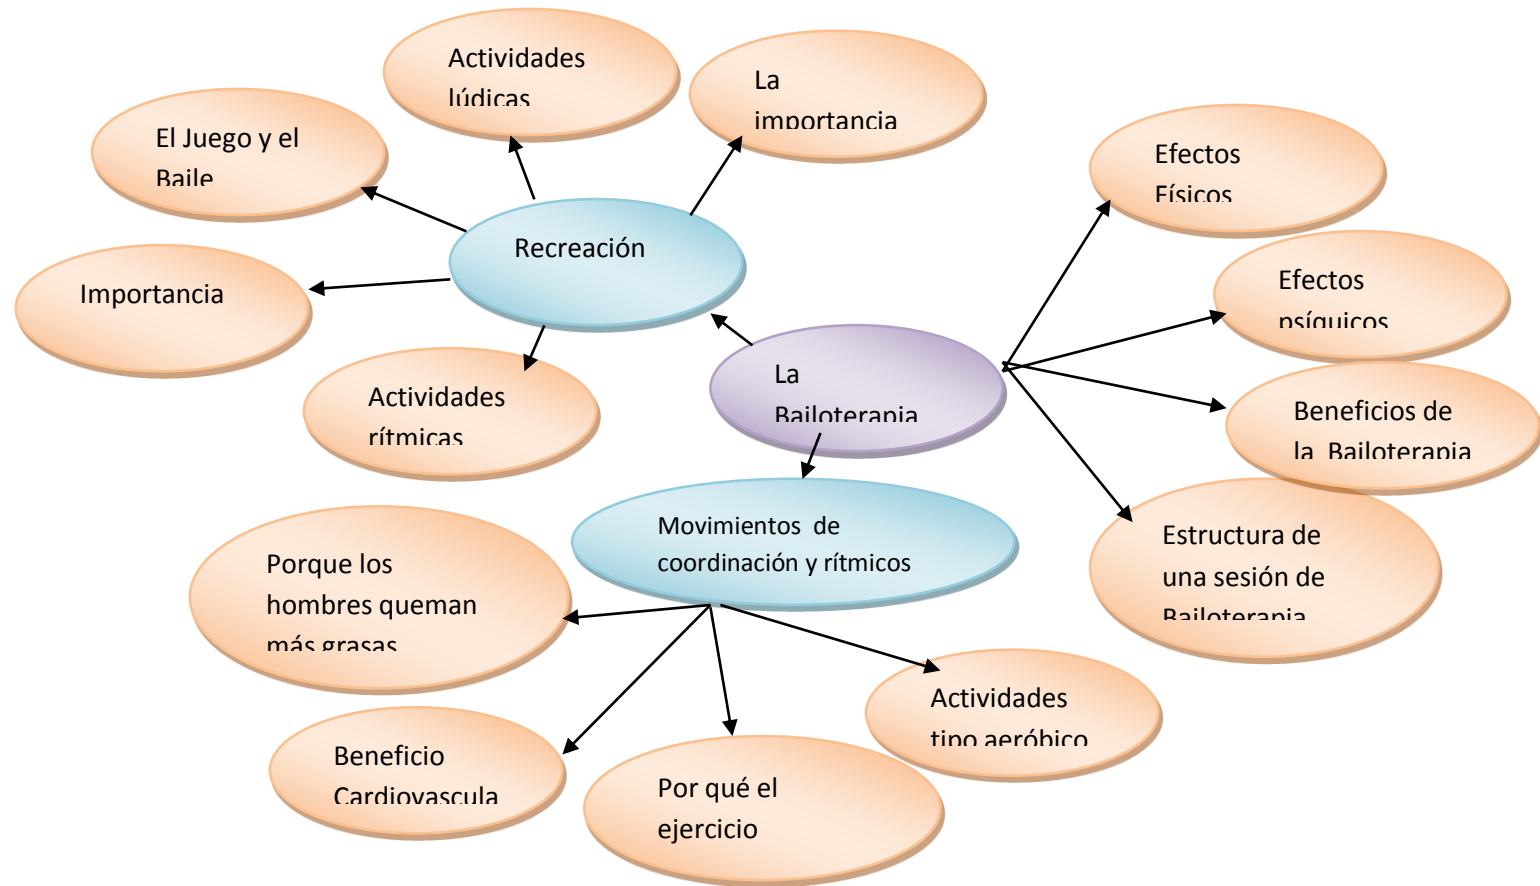 Actividades
lúdicas
La
importancia
El Juego y el
Baile
Efectos
Físicos
Recreación
Importancia
Efectos
psíquicos
La
Bailoterapia
Actividades
rítmicas
Beneficios de
la Bailoterapia
Movimientos de
coordinación y rítmicos
Estructura de
una sesión de
Bailoterapia
Porque los
hombres queman
más grasas
Actividades
tipo aeróbico
Beneficio
Cardiovascula
Por qué el
ejercicio